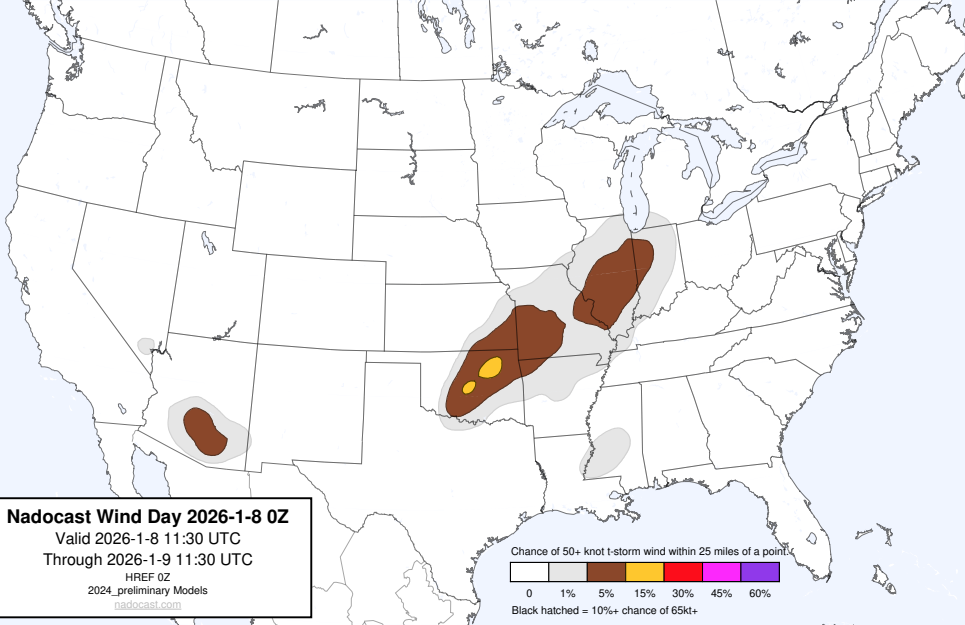 Nadocast Wind Day 2026-1-8 0Z
Valid 2026-1-8 11:30 UTC
Through 2026-1-9 11:30 UTC
HREF 0Z
2024_preliminary Models
nadocast.com
Chance of 50+ knot t-storm wind within 25 miles of a point.
0 1% 5% 15% 30% 45% 60%
Black hatched = 10%+ chance of 65kt+